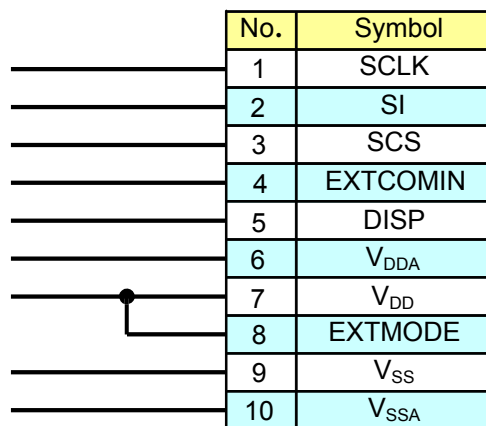 No. Symbol
1 SCLK
2 SI
3 SCS
4 EXTCOMIN
5 DISP
6 VDDA
7 VDD
8 EXTMODE
9 VSS
10 VSSA